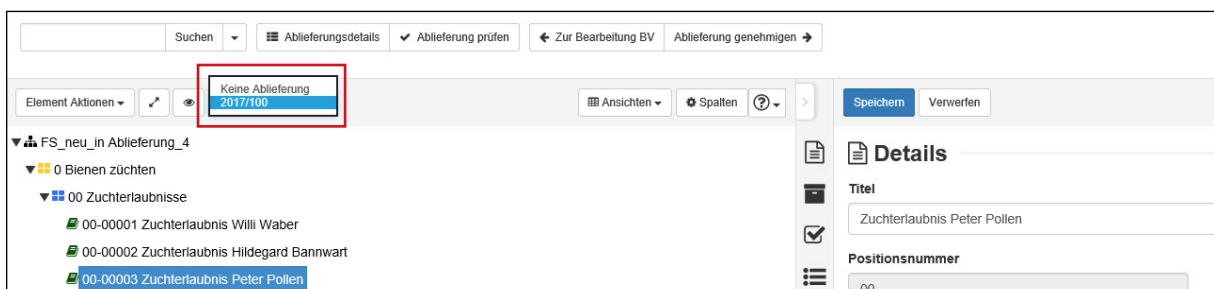 Suchen Ablieferungsdetails Ablieferung prüfen Zur Bearbeitung BV Ablieferung genehmigen
Keine Ablieferung
Element Aktionen 2017/100 Ansichten Spalten ? Speichern Verwerfen
FS_neu_in Ablieferung_4
Details
0 Bienen züchten
00 Zuchterlaubnisse
Titel
00-00001 Zuchterlaubnis Willi Waber
Zuchterlaubnis Peter Pollen
00-00002 Zuchterlaubnis Hildegard Bannwart
Positionsnummer
00-00003 Zuchterlaubnis Peter Pollen
00